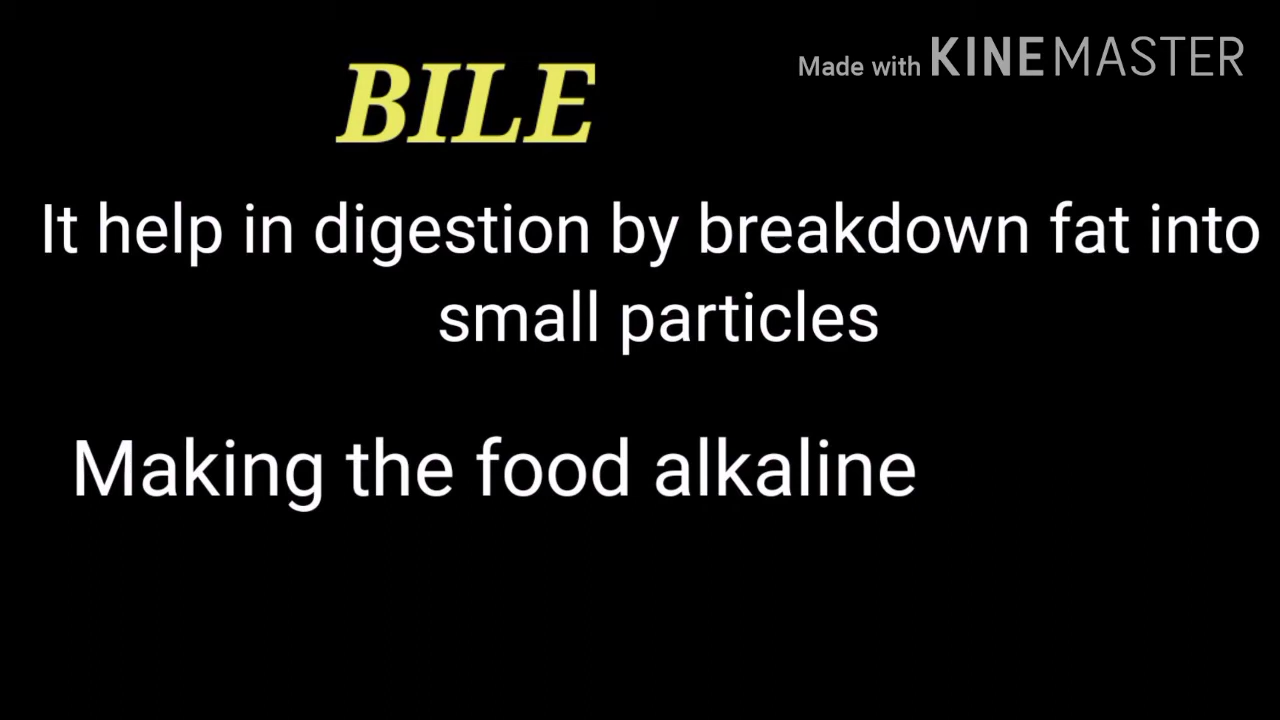 Made with KINEMASTER
BILE
It help in digestion by breakdown fat into
small particles
Making the food alkaline